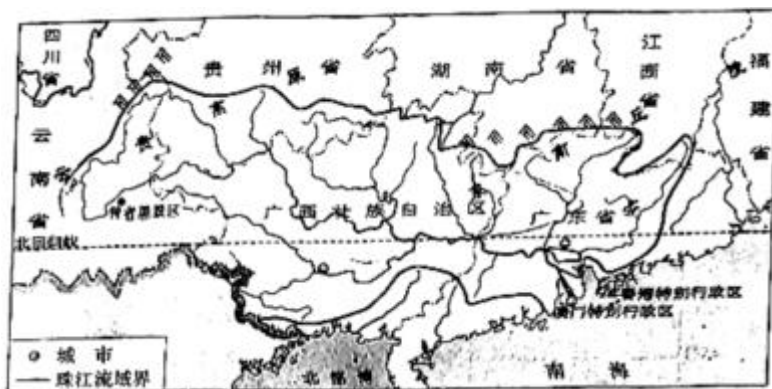 四川省
贵州省
湖南省
江西省
福建省
云南省
广西壮族自治区
广东省
北回归线
香港特别行政区
澳门特别行政区
城市
珠江流域界
北部湾
南海